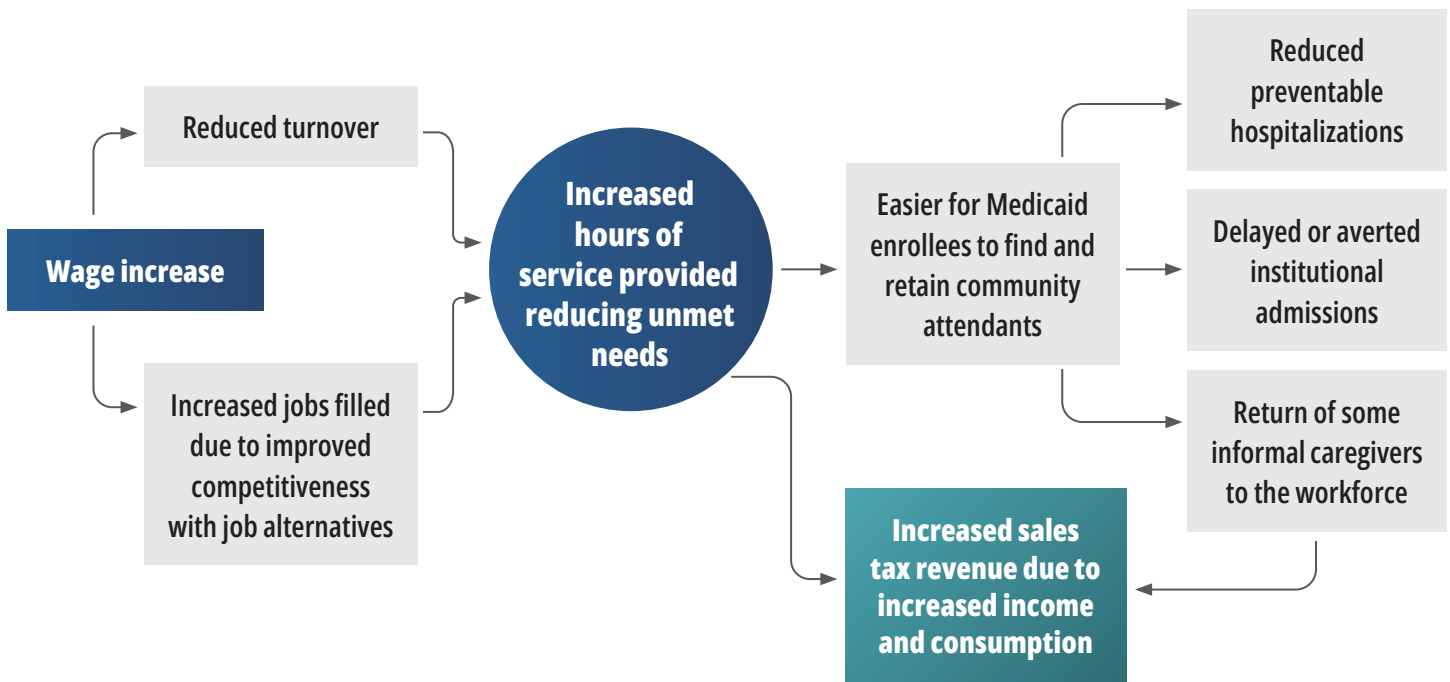 Wage increase
Reduced turnover
Increased jobs filled
due to improved
competitiveness
with job alternatives
Increased
hours of
service provided
reducing unmet
needs
Easier for Medicaid
enrollees to find and
retain community
attendants
Reduced
preventable
hospitalizations
Delayed or averted
institutional
admissions
Return of some
informal caregivers
to the workforce
Increased sales
tax revenue due to
increased income
and consumption